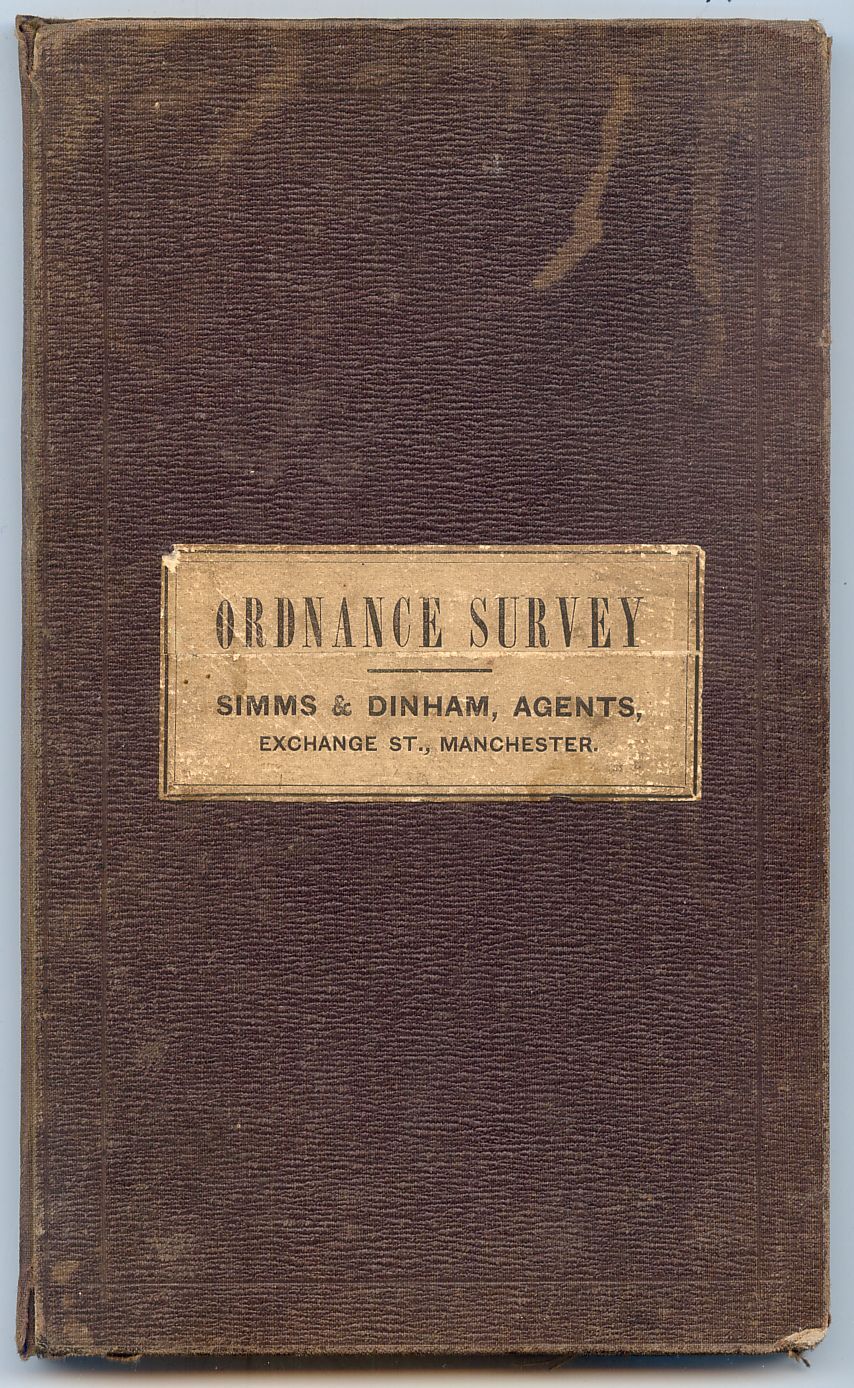 ORDNANCE SURVEY
SIMMS & DINHAM, AGENTS,
EXCHANGE ST., MANCHESTER.